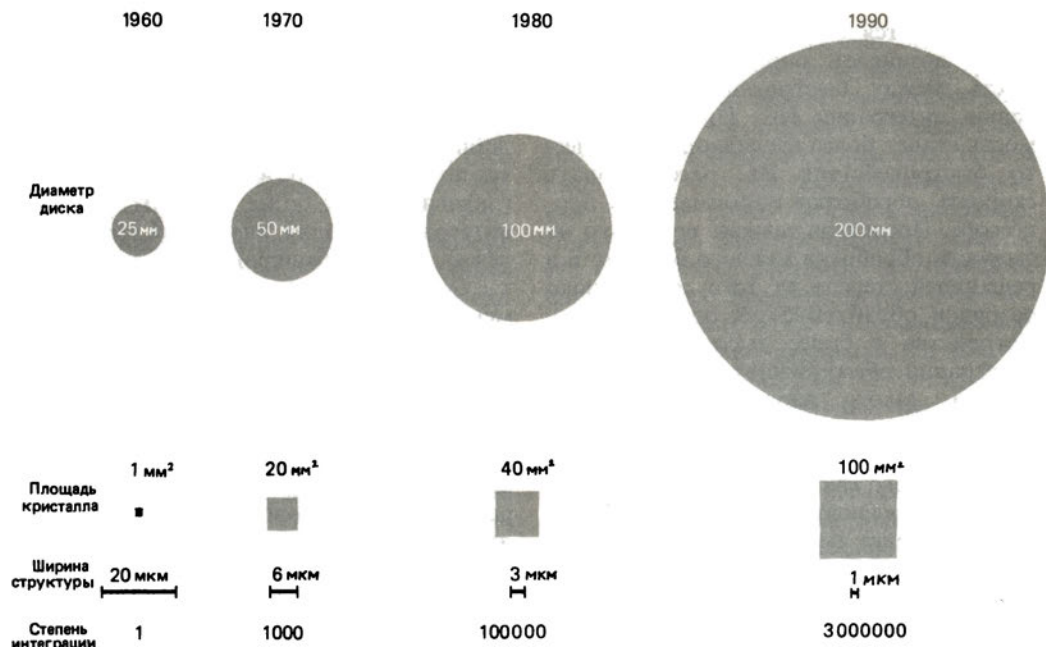 1960 1970 1980 1990
Диаметр
диска
25 мм 50 мм 100 мм 200 мм
1 мм² 20 мм² 40 мм² 100 мм²
Площадь
кристалла
Ширина
структуры
20 мкм 6 мкм 3 мкм 1 мкм
Степень
интеграции
1 1000 100000 3000000